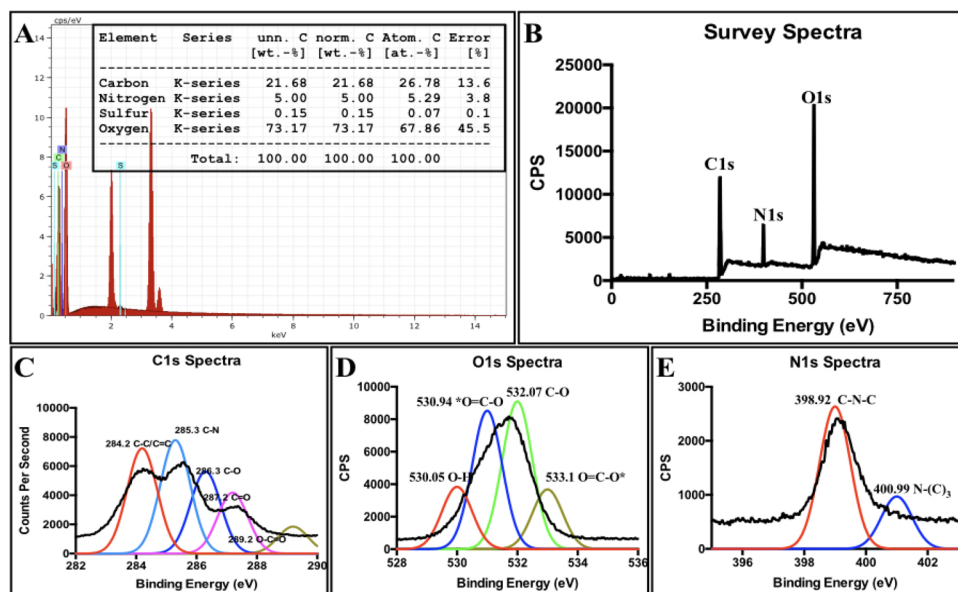 A
cps/eV
Element Series unn. C norm. C Atom. C Error
[wt.-%] [wt.-%] [at.-%] [%]
Carbon K-series 21.68 21.68 26.78 13.6
Nitrogen K-series 5.00 5.00 5.29 3.8
Sulfur K-series 0.15 0.15 0.07 0.1
Oxygen K-series 73.17 73.17 67.86 45.5
Total: 100.00 100.00 100.00
14
12
10
8
6
4
2
0
N
C
S O S
2 4 6 8 10 12 14
keV
B
Survey Spectra
25000
20000
15000
10000
5000
0
CPS
C1s
N1s
O1s
0 250 500 750
Binding Energy (eV)
C
C1s Spectra
10000
8000
6000
4000
2000
0
Counts Per Second
284.2 C-C/C=C
285.3 C-N
286.3 C-O
287.2 C=O
289.2 O-C=O
282 284 286 288 290
Binding Energy (eV)
D
O1s Spectra
10000
8000
6000
4000
2000
0
CPS
530.94 *O=C-O
532.07 C-O
530.05 O-H
533.1 O=C-O*
528 530 532 534 536
Binding Energy (eV)
E
N1s Spectra
3000
2000
1000
0
CPS
398.92 C-N-C
400.99 N-(C)3
396 398 400 402
Binding Energy (eV)